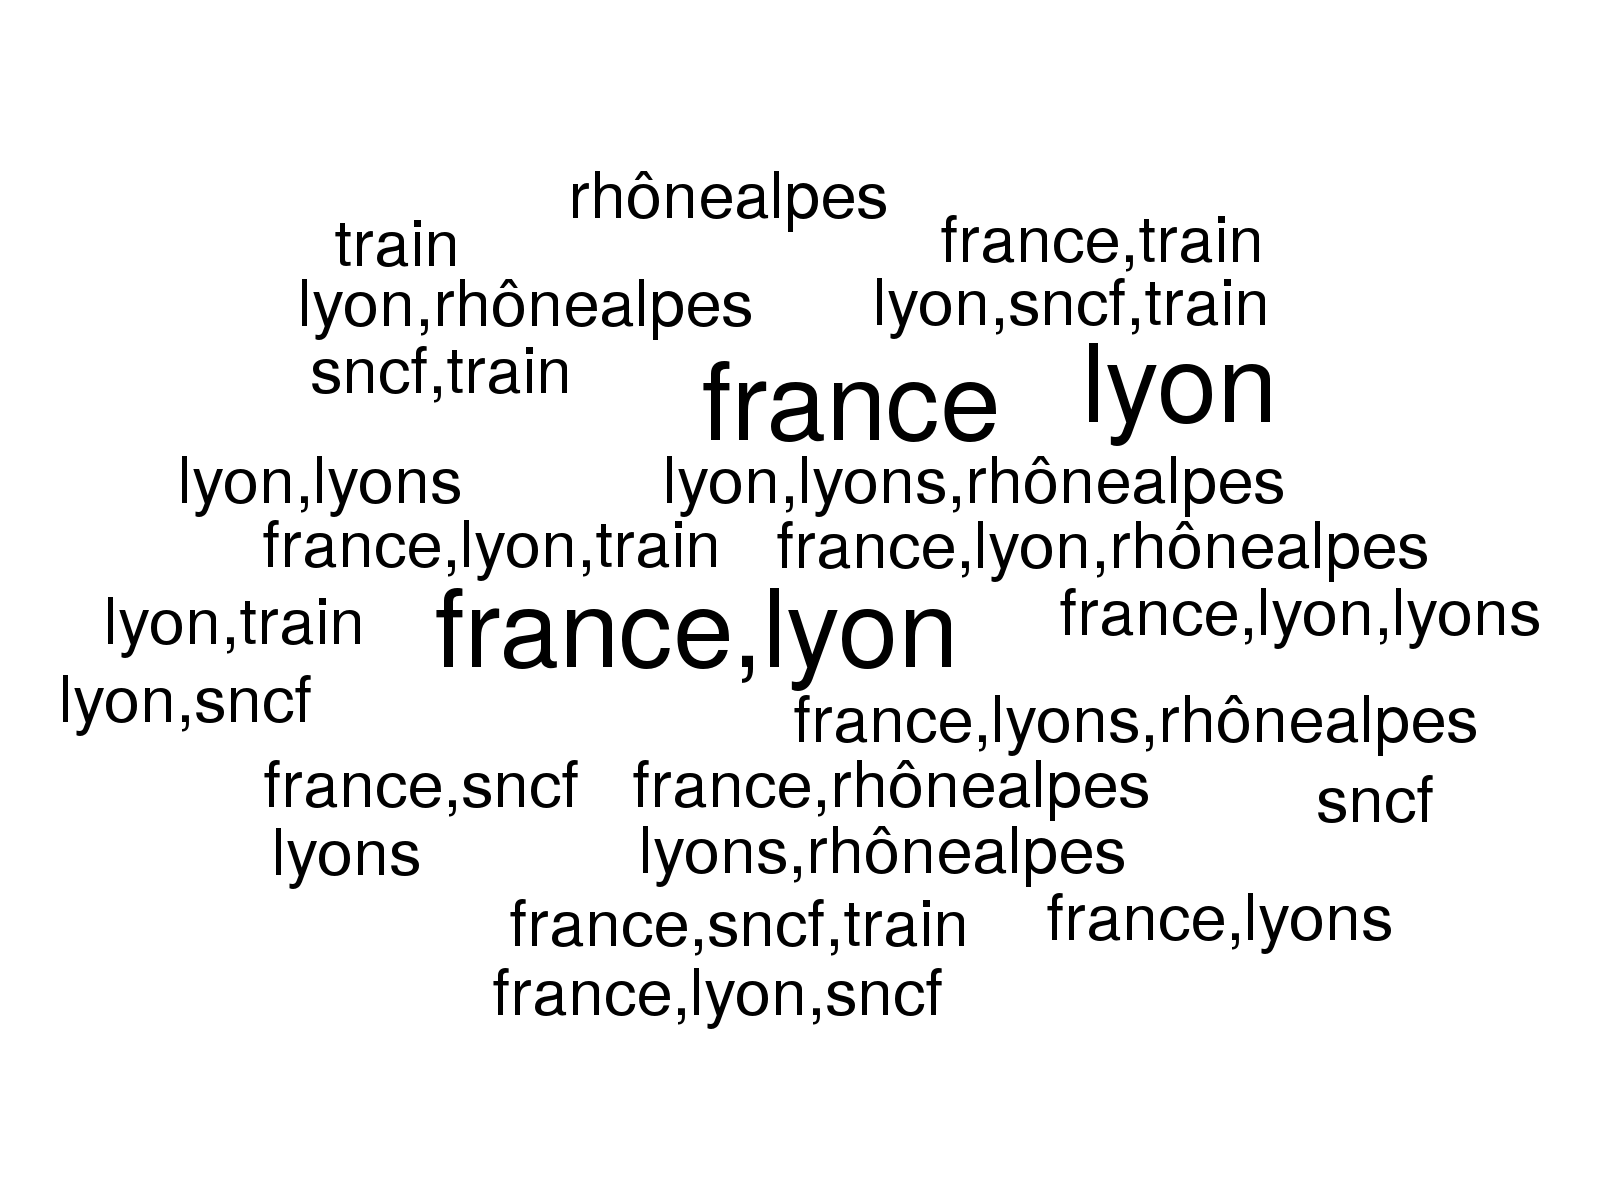 rhônealpes
train
france,train
lyon,rhônealpes
lyon,sncf,train
sncf,train
france
lyon
lyon,lyons
lyon,lyons,rhônealpes
france,lyon,train
france,lyon,rhônealpes
lyon,train
france,lyon
france,lyon,lyons
lyon,sncf
france,lyons,rhônealpes
france,sncf
france,rhônealpes
sncf
lyons
lyons,rhônealpes
france,sncf,train
france,lyons
france,lyon,sncf